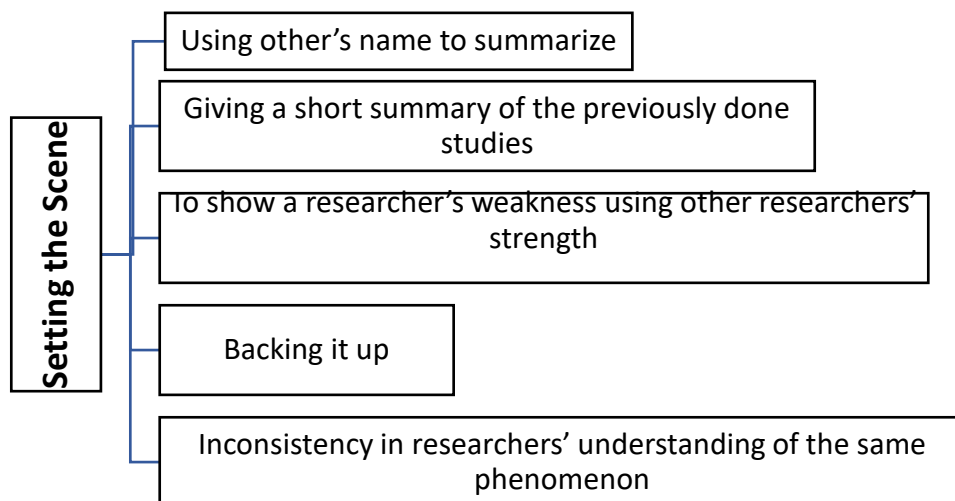 Setting the Scene
Using other’s name to summarize
Giving a short summary of the previously done
studies
To show a researcher’s weakness using other researchers’
strength
Backing it up
Inconsistency in researchers’ understanding of the same
phenomenon